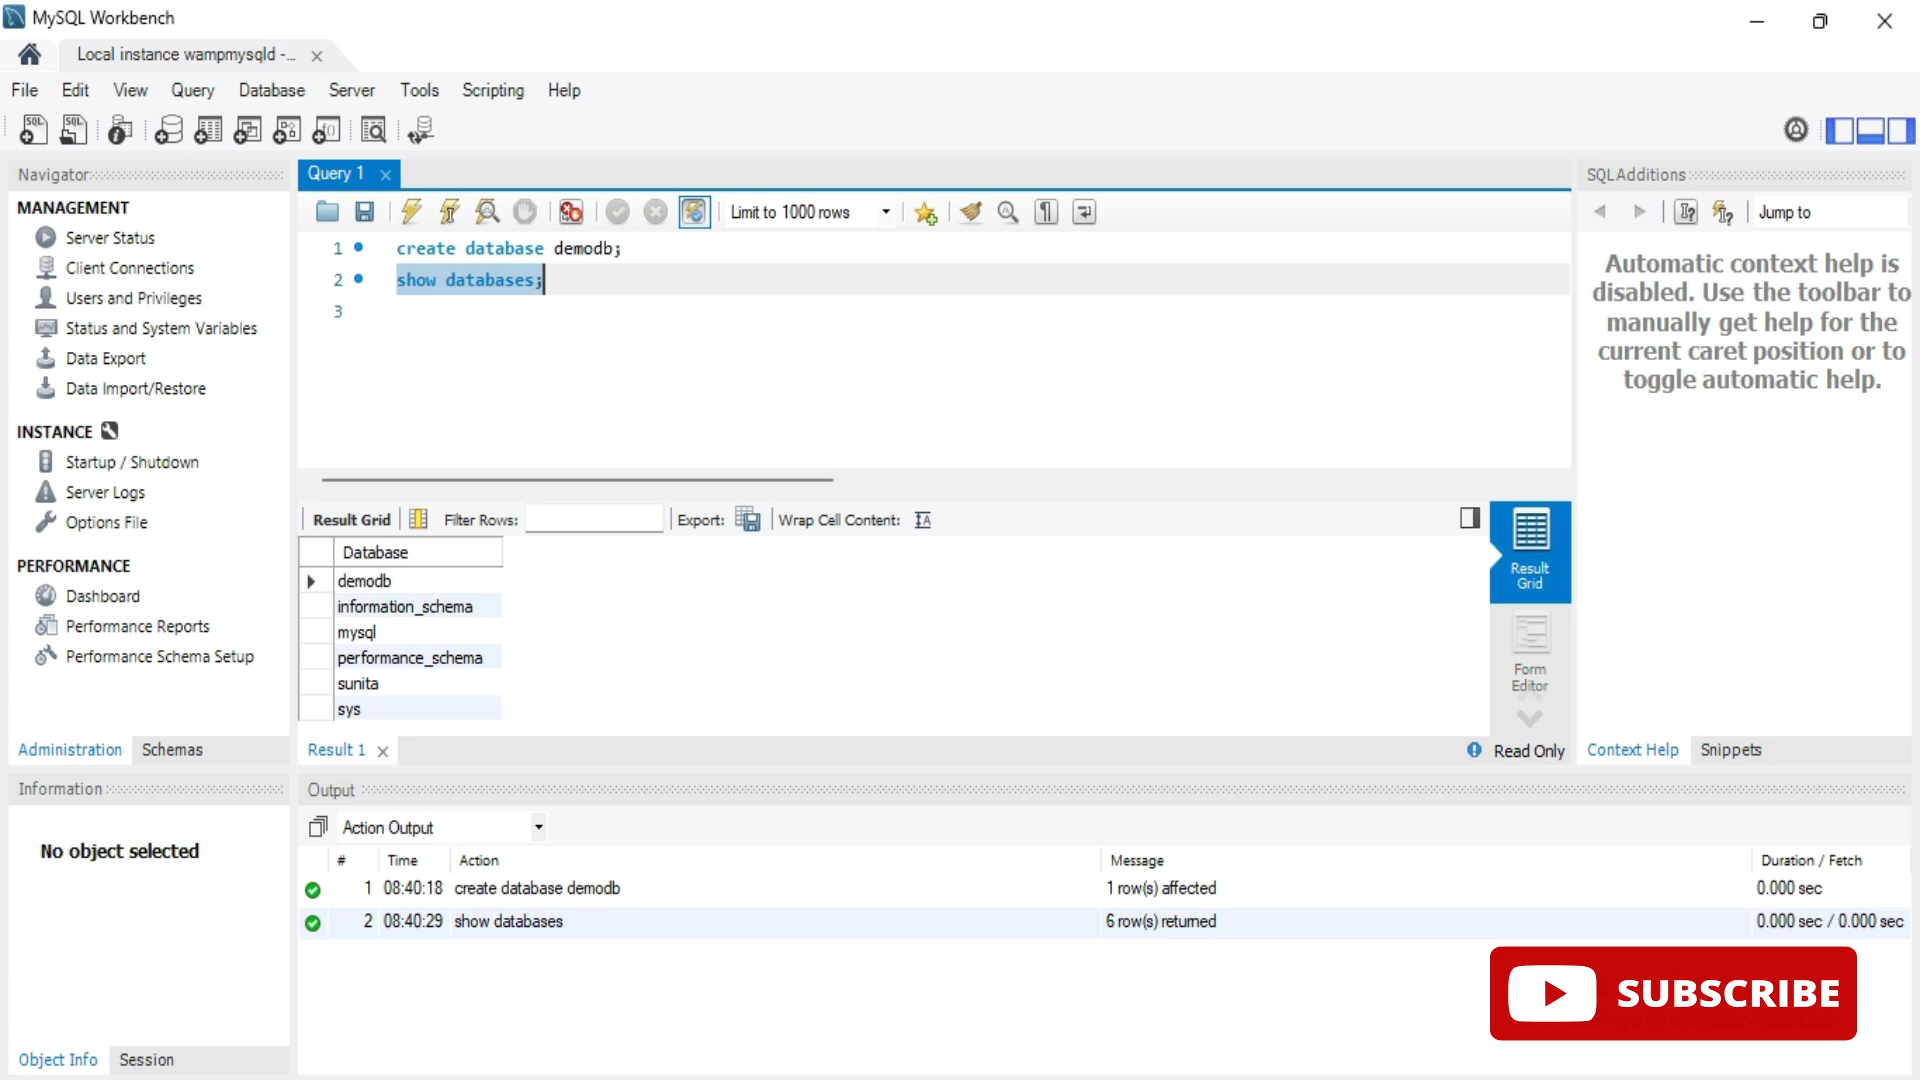 MySQL Workbench
Local instance wampmysqld -...
File Edit View Query Database Server Tools Scripting Help
SQL SQL
Navigator
MANAGEMENT
Server Status
Client Connections
Users and Privileges
Status and System Variables
Data Export
Data Import/Restore
INSTANCE
Startup / Shutdown
Server Logs
Options File
PERFORMANCE
Dashboard
Performance Reports
Performance Schema Setup
Administration Schemas
Query 1
Limit to 1000 rows
1 create database demodb;
2 show databases;
3
Result Grid Filter Rows: Export: Wrap Cell Content:
Database
demodb
information_schema
mysql
performance_schema
sunita
sys
Result
Grid
Form
Editor
Result 1
Read Only
SQLAdditions
Jump to
Automatic context help is
disabled. Use the toolbar to
manually get help for the
current caret position or to
toggle automatic help.
Context Help Snippets
Information
No object selected
Object Info Session
Output
Action Output
# Time Action Message Duration / Fetch
1 08:40:18 create database demodb 1 row(s) affected 0.000 sec
2 08:40:29 show databases 6 row(s) returned 0.000 sec / 0.000 sec
SUBSCRIBE